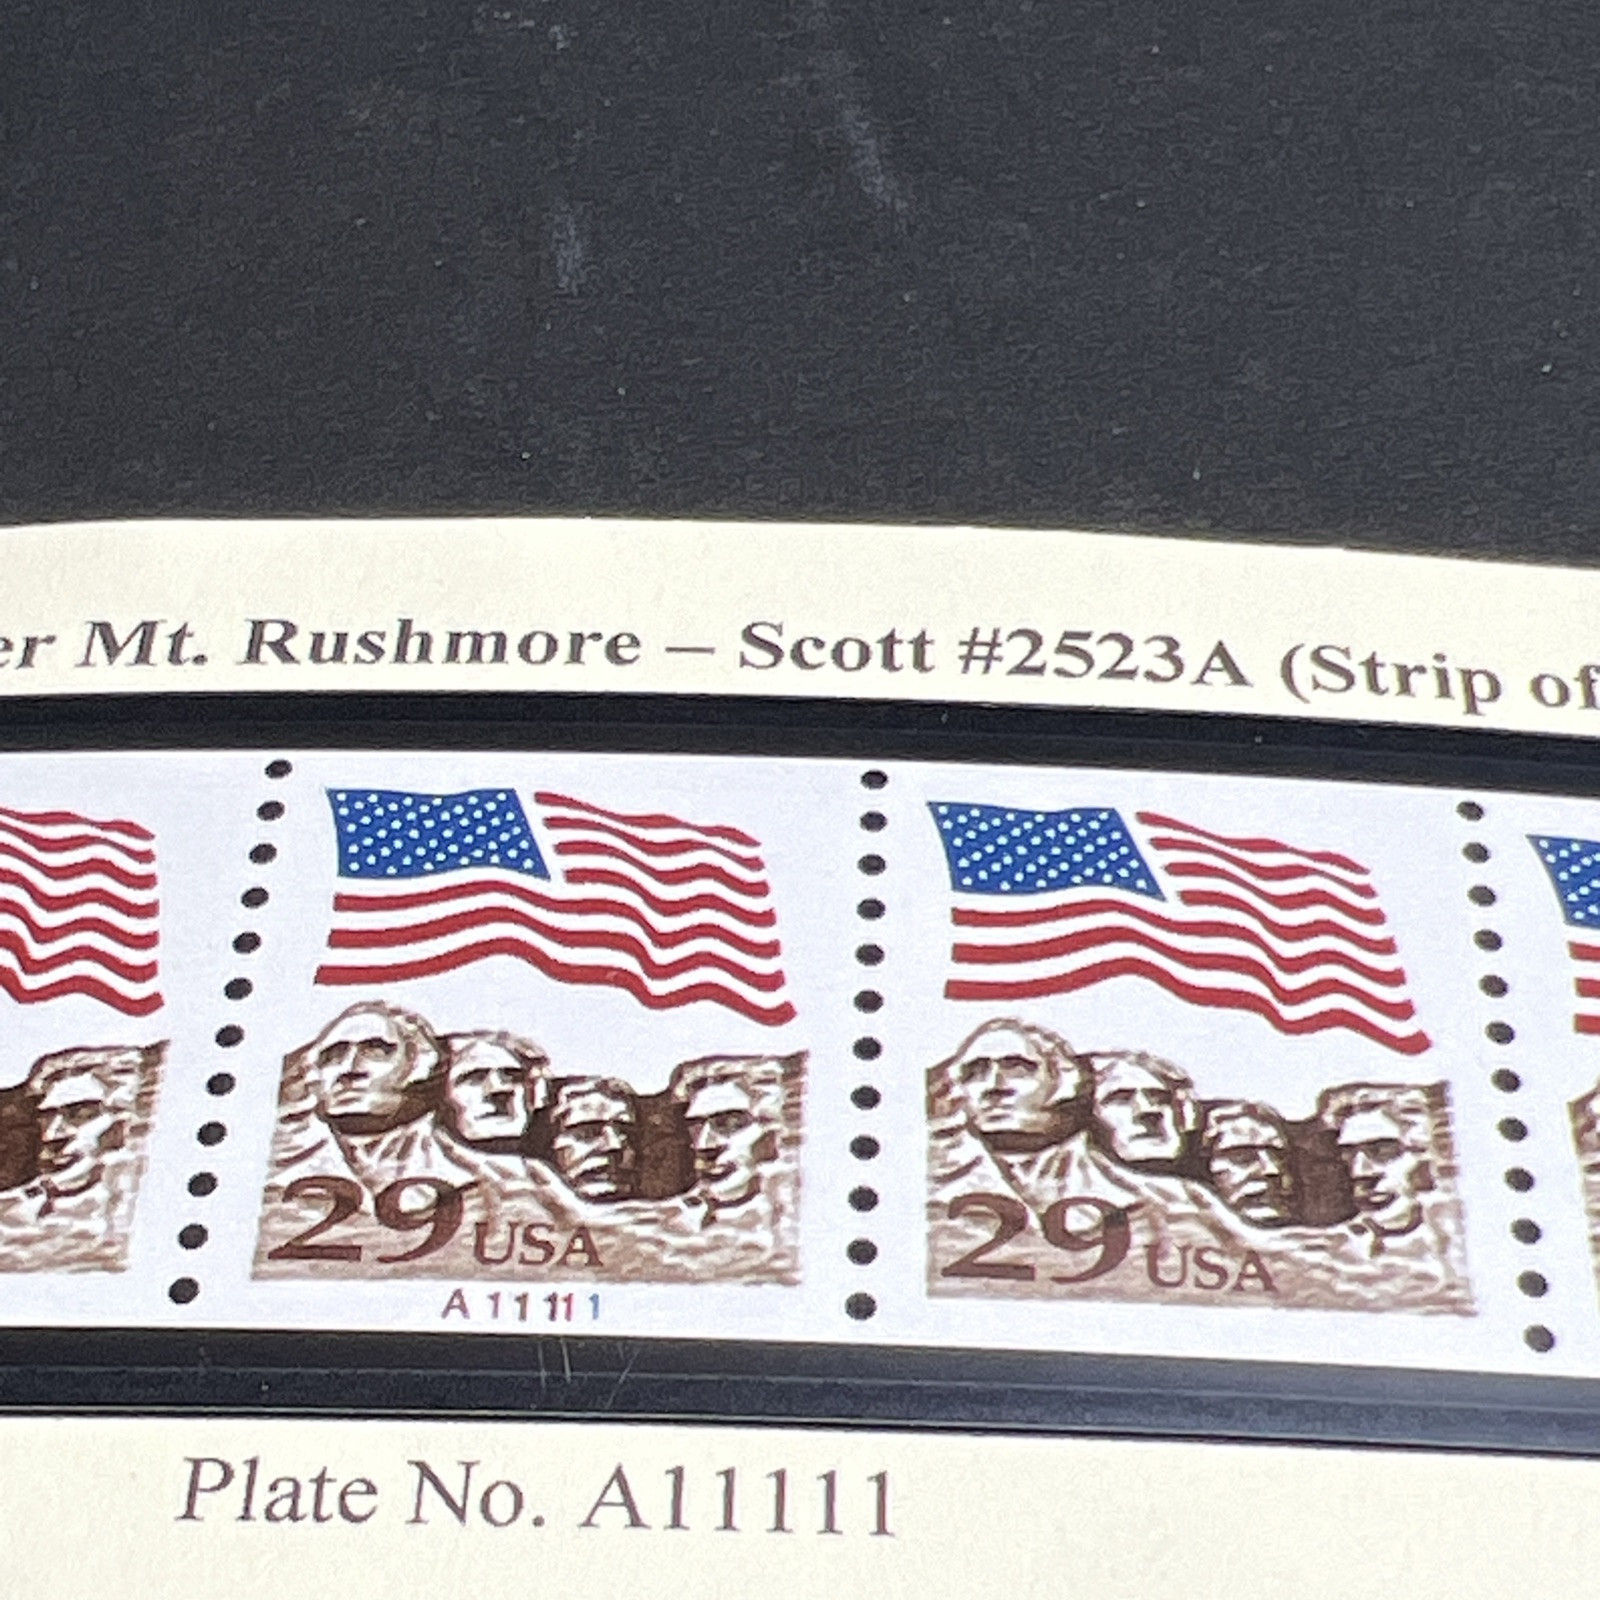 er Mt. Rushmore – Scott #2523A (Strip of
29 USA
A 11111
29 USA
Plate No. A11111